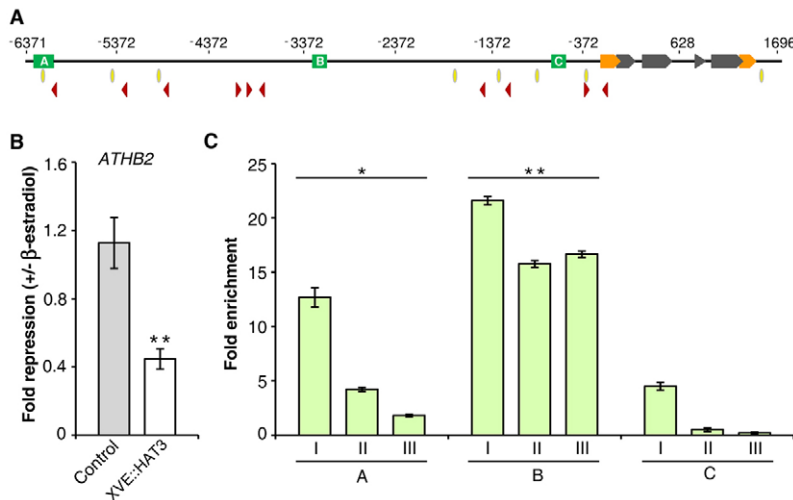 A
-6371 -5372 -4372 -3372 -2372 -1372 -372 628 1696
A B C
B
ATHB2
Fold repression (+/- β-estradiol)
1.6
1.2
0.8
0.4
0
**
Control
XVE::HAT3
C
Fold enrichment
25
20
15
10
5
0
* **
I II III I II III I II III
A B C